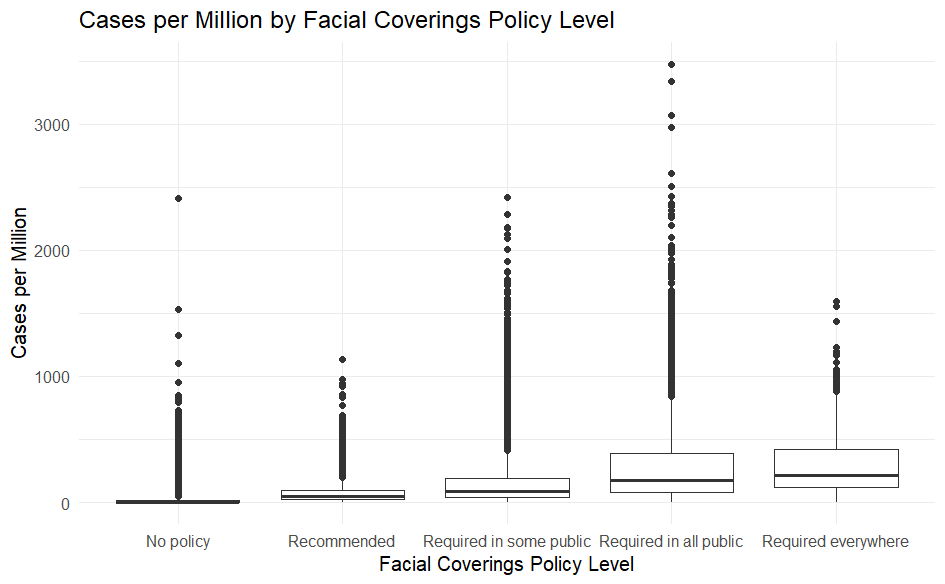 Cases per Million by Facial Coverings Policy Level
Cases per Million
3000
2000
1000
0
No policy Recommended Required in some public Required in all public Required everywhere
Facial Coverings Policy Level